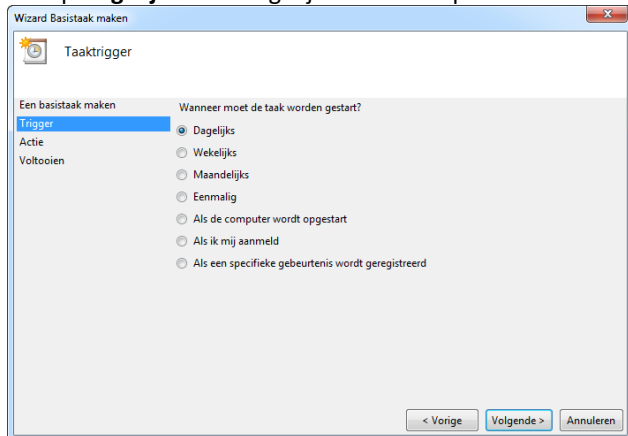 Wizard Basistaak maken
Taaktrigger
Een basistaak maken
Trigger
Actie
Voltooien
Wanneer moet de taak worden gestart?
Dagelijks
Wekelijks
Maandelijks
Eenmalig
Als de computer wordt opgestart
Als ik mij aanmeld
Als een specifieke gebeurtenis wordt geregistreerd
< Vorige
Volgende >
Annuleren